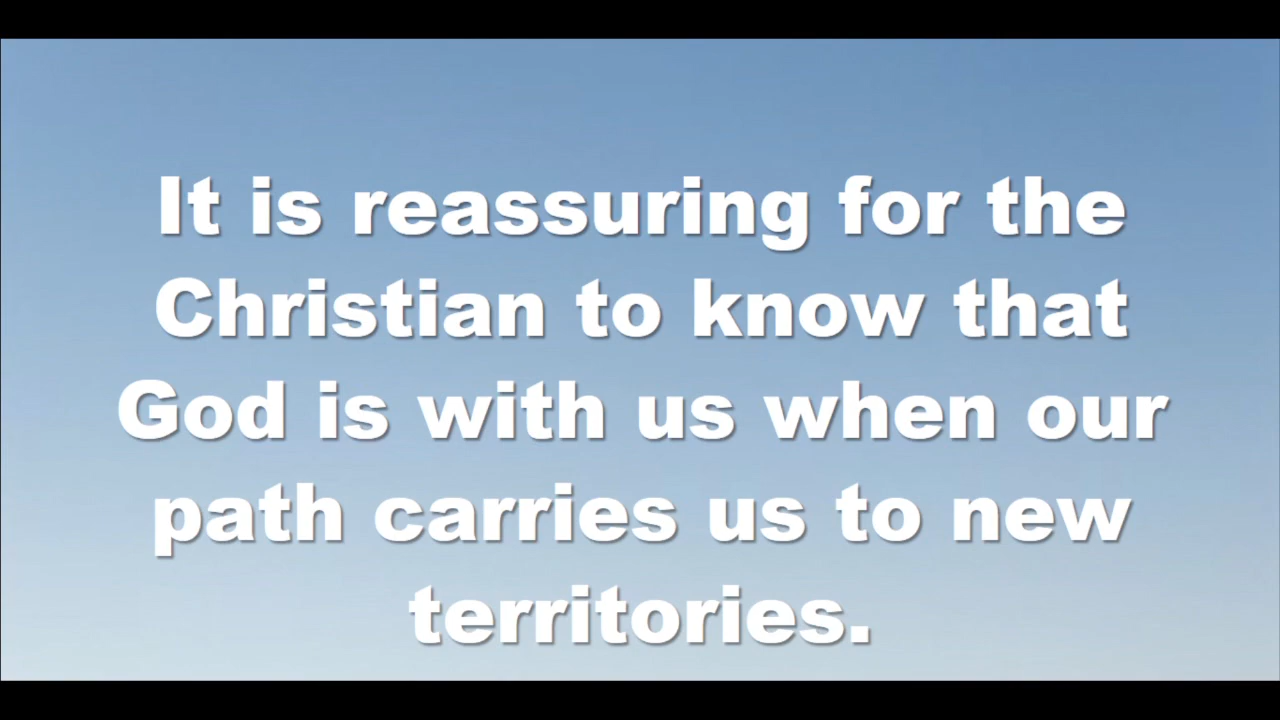 It is reassuring for the
Christian to know that
God is with us when our
path carries us to new
territories.